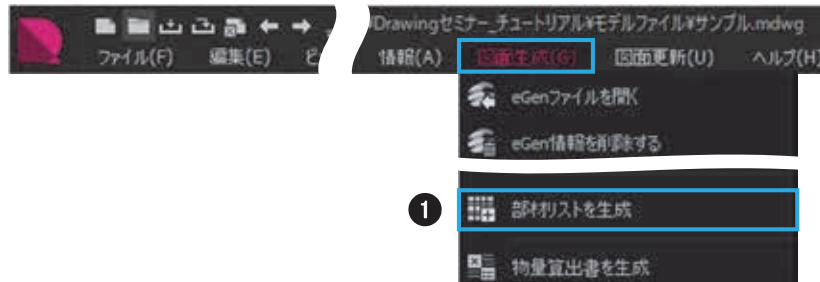 Drawingセミナー_チュートリアル¥モデルファイル¥サンプル.mdwg
ファイル(F) 編集(E) ビ 情報(A) 図面生成(G) 図面更新(U) ヘルプ(H)
eGenファイルを開く
eGen情報を削除する
❶ 部材リストを生成
物量算出書を生成